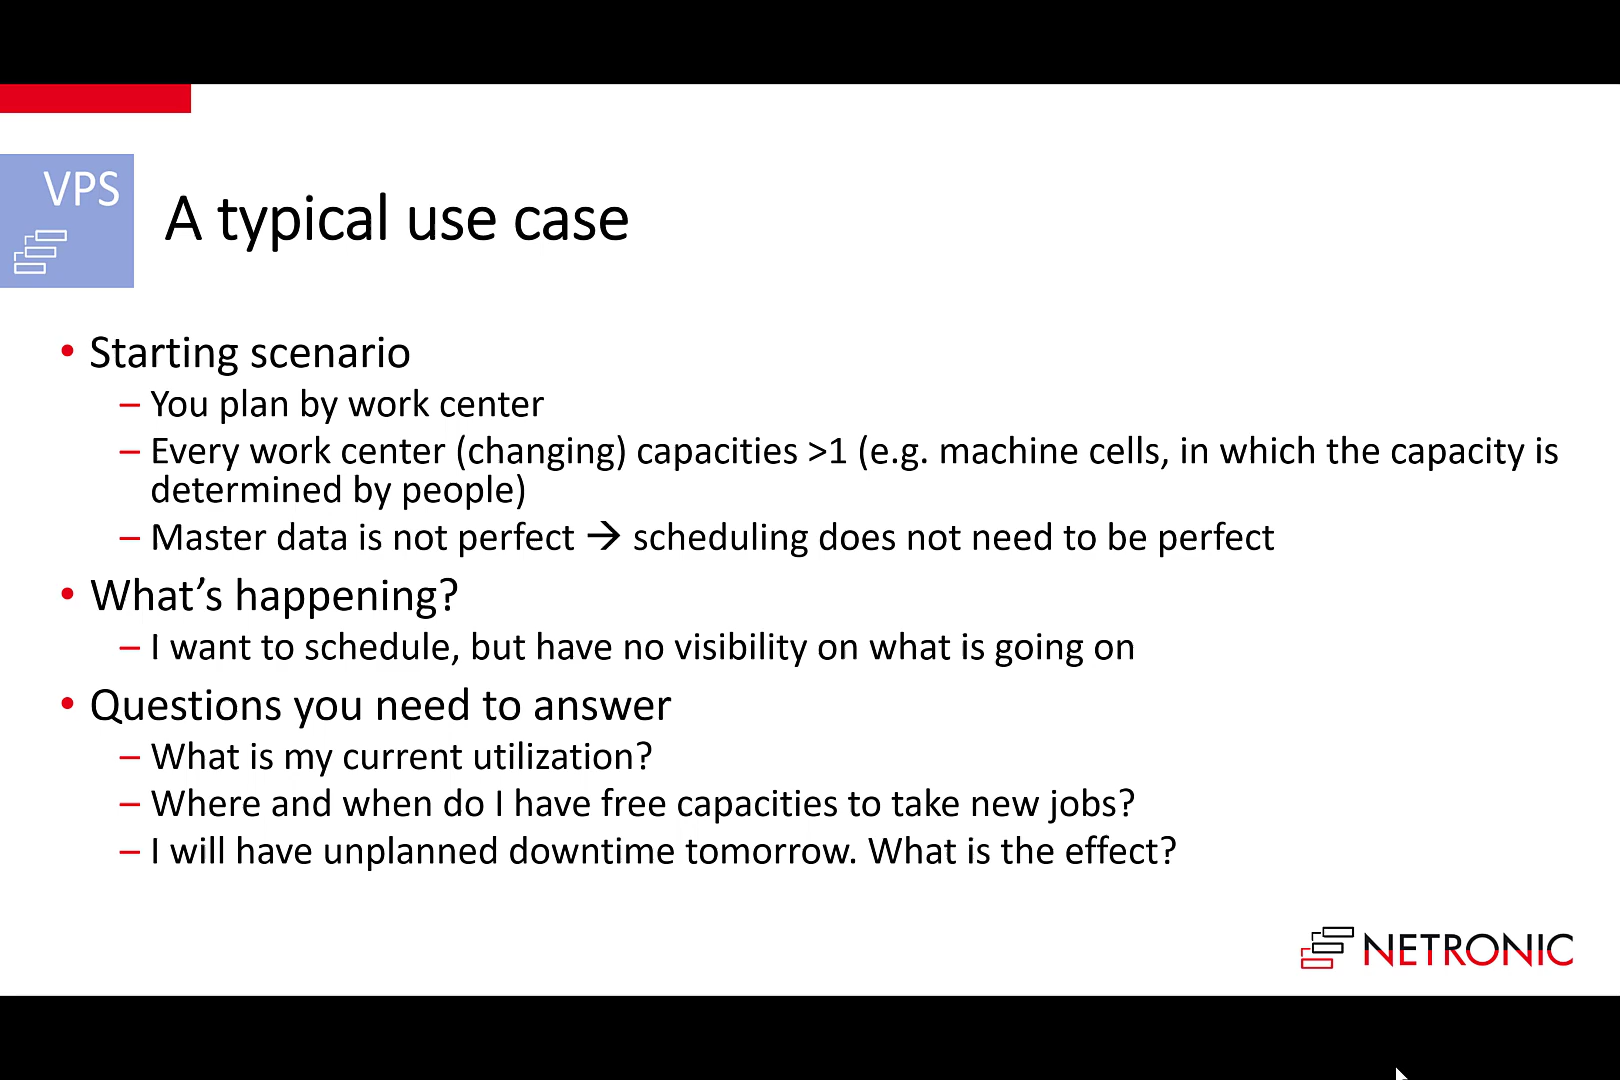 VPS
A typical use case
• Starting scenario
– You plan by work center
– Every work center (changing) capacities >1 (e.g. machine cells, in which the capacity is
determined by people)
– Master data is not perfect → scheduling does not need to be perfect
• What’s happening?
– I want to schedule, but have no visibility on what is going on
• Questions you need to answer
– What is my current utilization?
– Where and when do I have free capacities to take new jobs?
– I will have unplanned downtime tomorrow. What is the effect?
NETRONIC